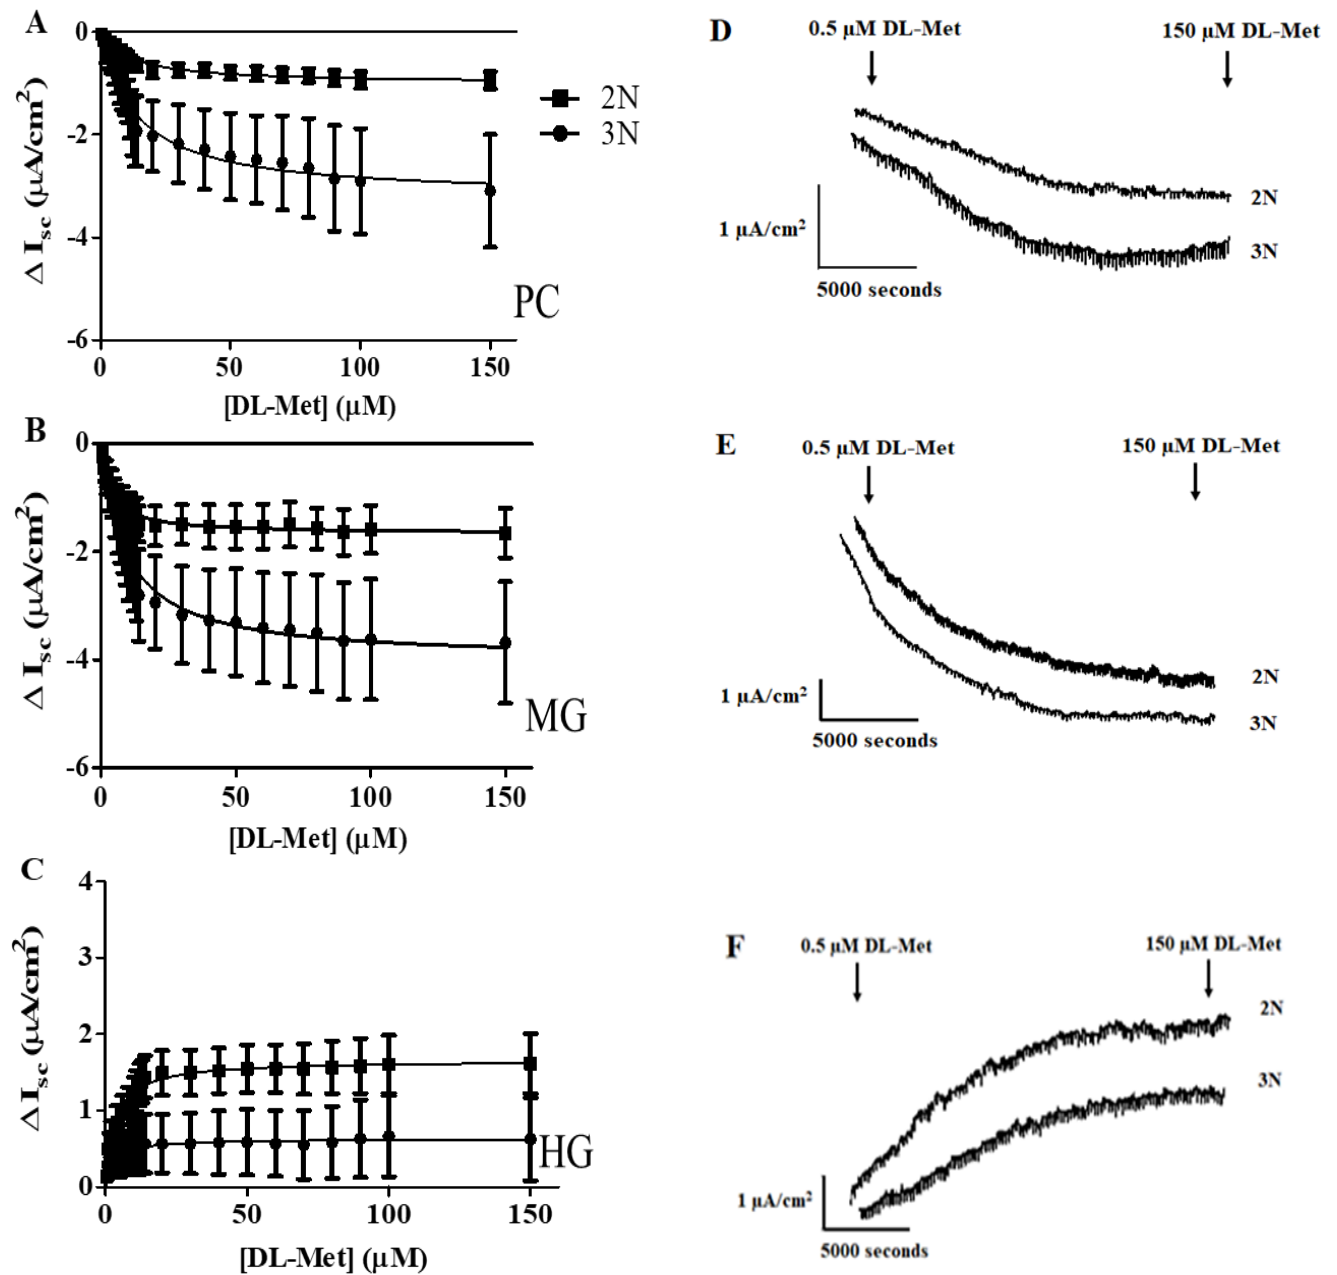 A
0
-2
-4
-6
Δ Isc (μA/cm²)
2N
3N
PC
0 50 100 150
[DL-Met] (μM)
D
0.5 μM DL-Met 150 μM DL-Met
2N
3N
1 μA/cm²
5000 seconds
B
0
-2
-4
-6
Δ Isc (μA/cm²)
MG
0 50 100 150
[DL-Met] (μM)
E
0.5 μM DL-Met 150 μM DL-Met
2N
3N
1 μA/cm²
5000 seconds
C
4
3
2
1
0
Δ Isc (μA/cm²)
HG
0 50 100 150
[DL-Met] (μM)
F
0.5 μM DL-Met 150 μM DL-Met
2N
3N
1 μA/cm²
5000 seconds